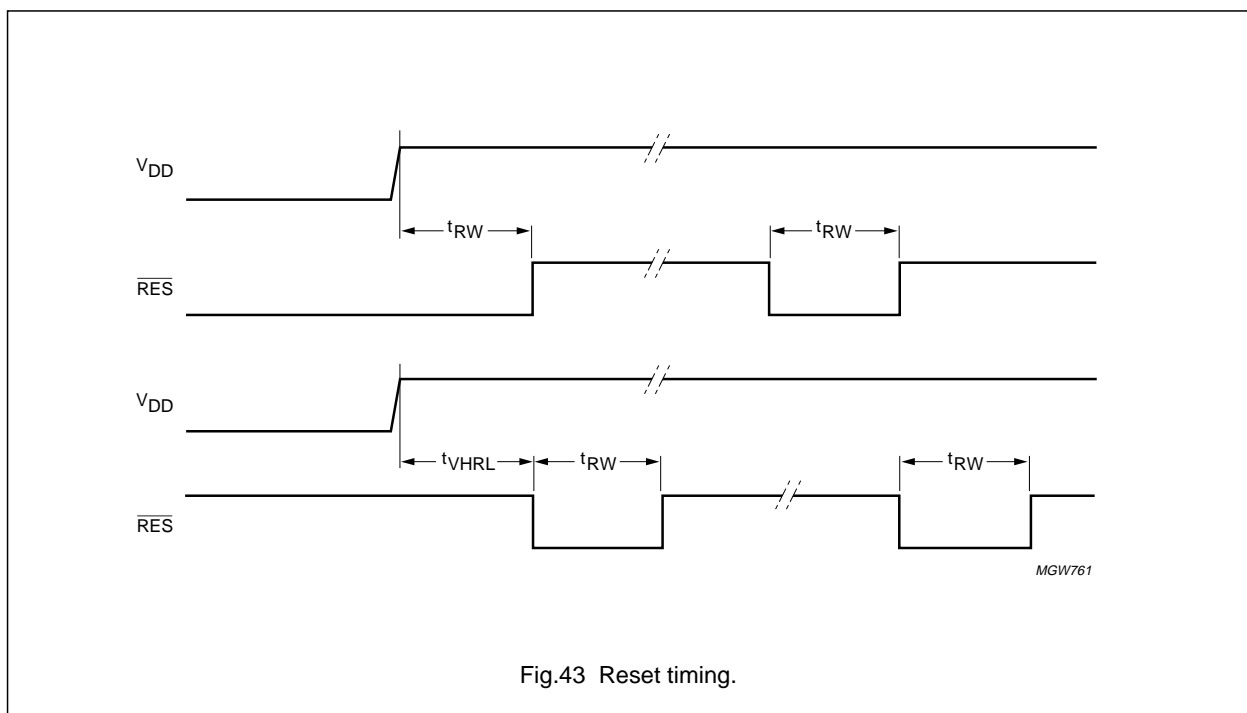 VDD
tRW
tRW
RES
VDD
tVHRL
tRW
tRW
RES
MGW761
Fig.43 Reset timing.